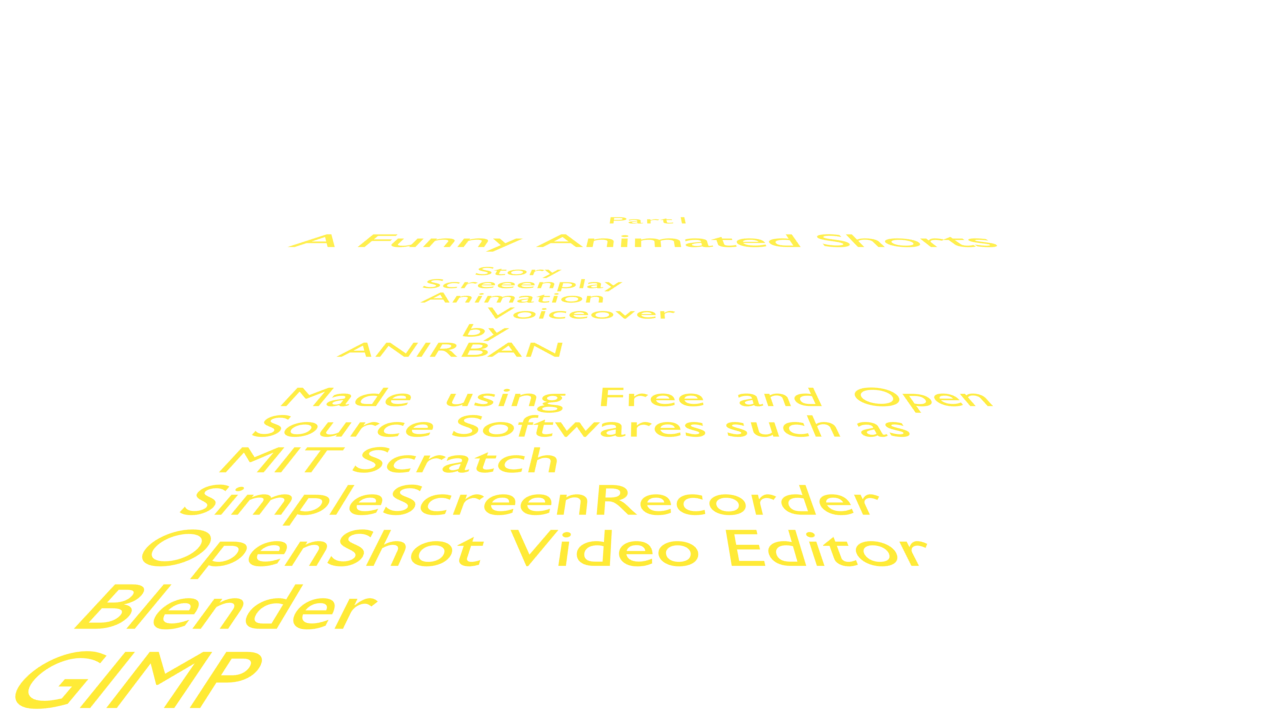 Part I
A Funny Animated Shorts
Story
Screeenplay
Animation
Voiceover
by
ANIRBAN
Made using Free and Open
Source Softwares such as
MIT Scratch
SimpleScreenRecorder
OpenShot Video Editor
Blender
GIMP